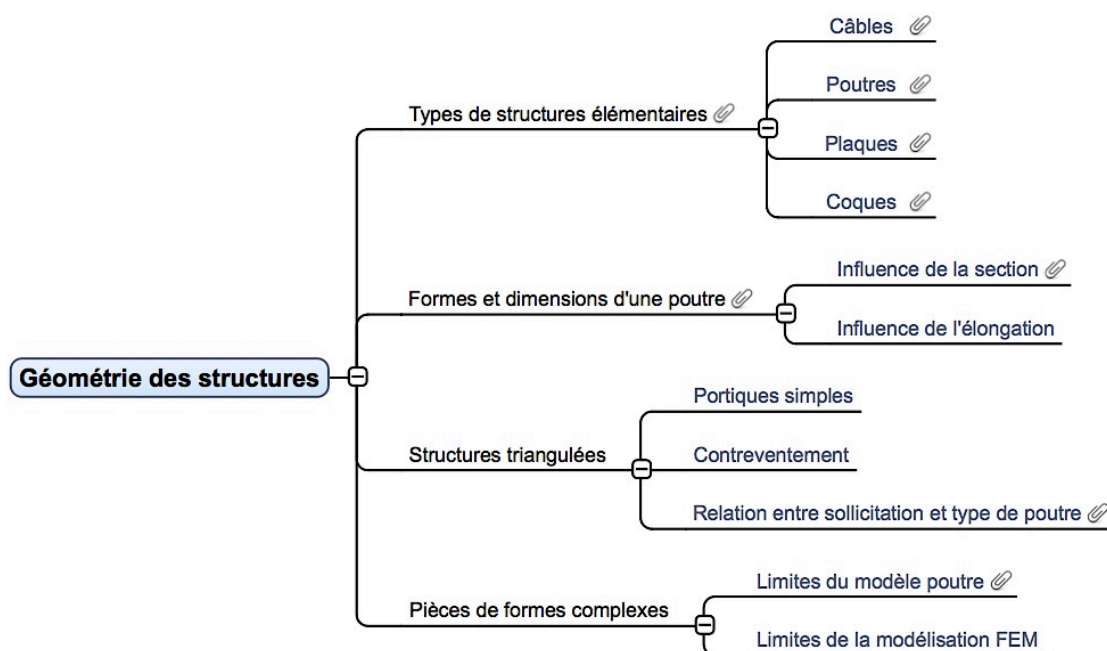 Câbles
Poutres
Types de structures élémentaires
Plaques
Coques
Influence de la section
Formes et dimensions d'une poutre
Influence de l'élongation
Géométrie des structures
Portiques simples
Structures triangulées
Contreventement
Relation entre sollicitation et type de poutre
Limites du modèle poutre
Pièces de formes complexes
Limites de la modélisation FEM